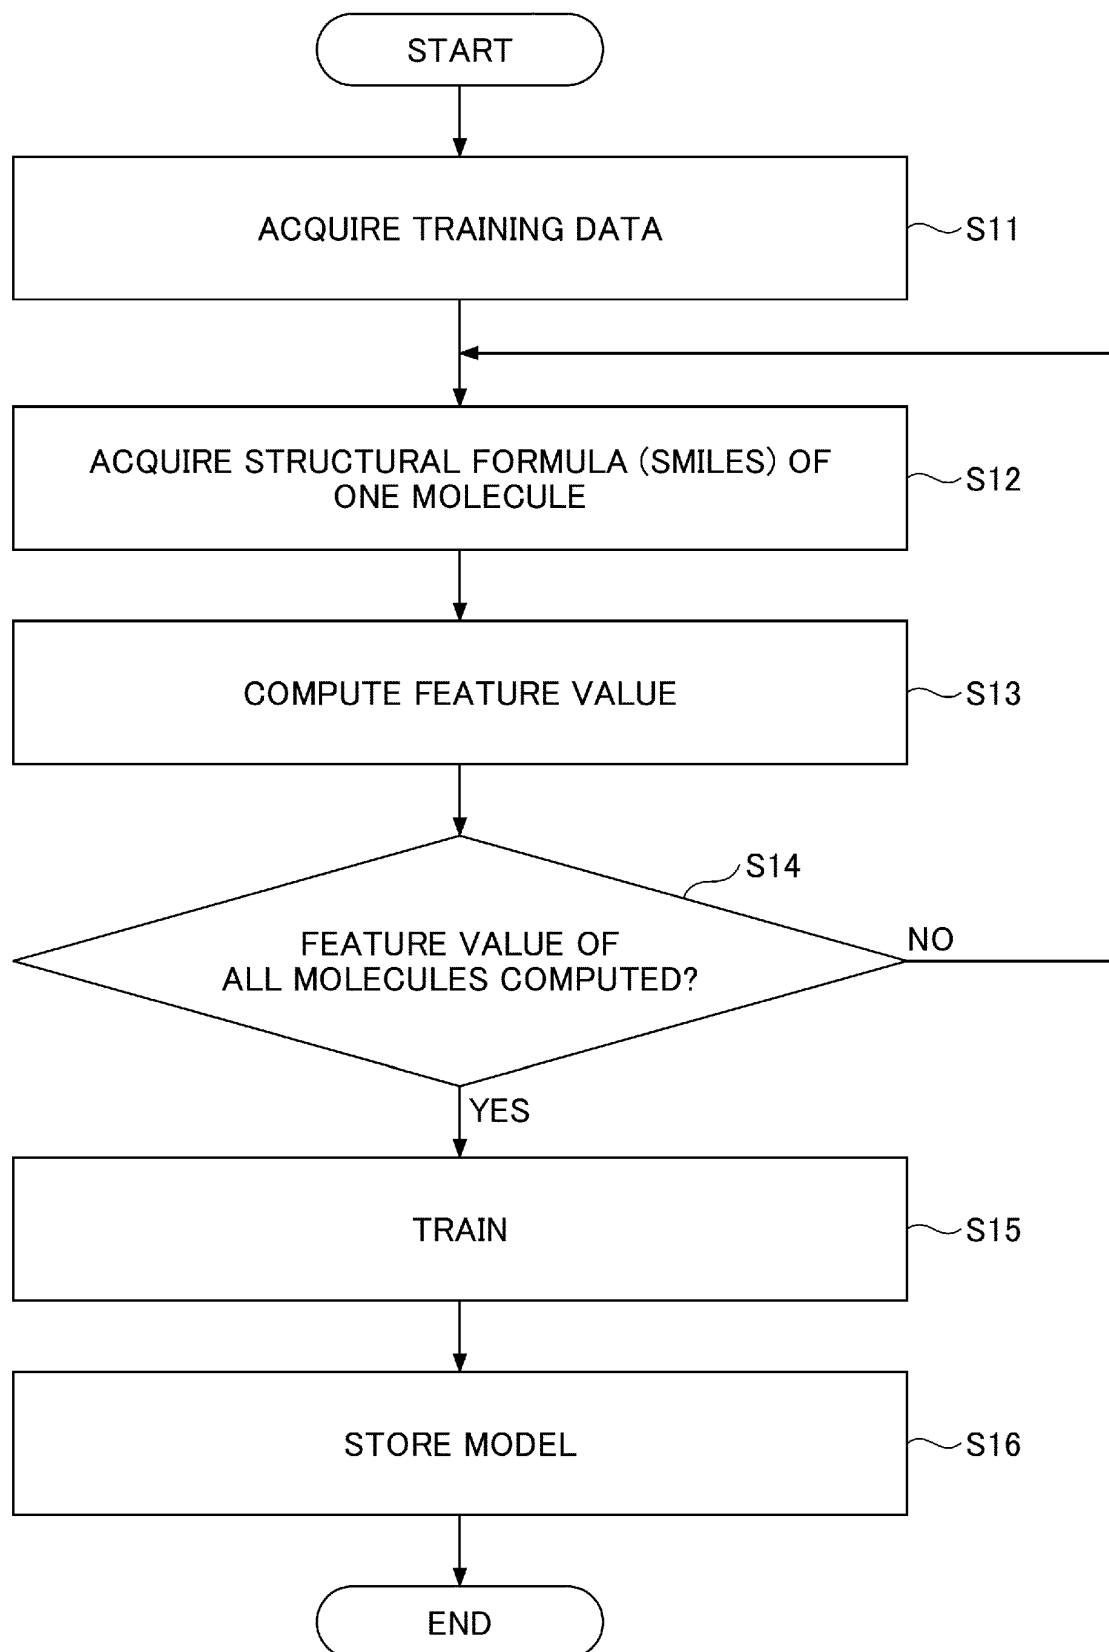 START
ACQUIRE TRAINING DATA
S11
ACQUIRE STRUCTURAL FORMULA (SMILES) OF
ONE MOLECULE
S12
COMPUTE FEATURE VALUE
S13
S14
FEATURE VALUE OF
ALL MOLECULES COMPUTED?
NO
YES
TRAIN
S15
STORE MODEL
S16
END